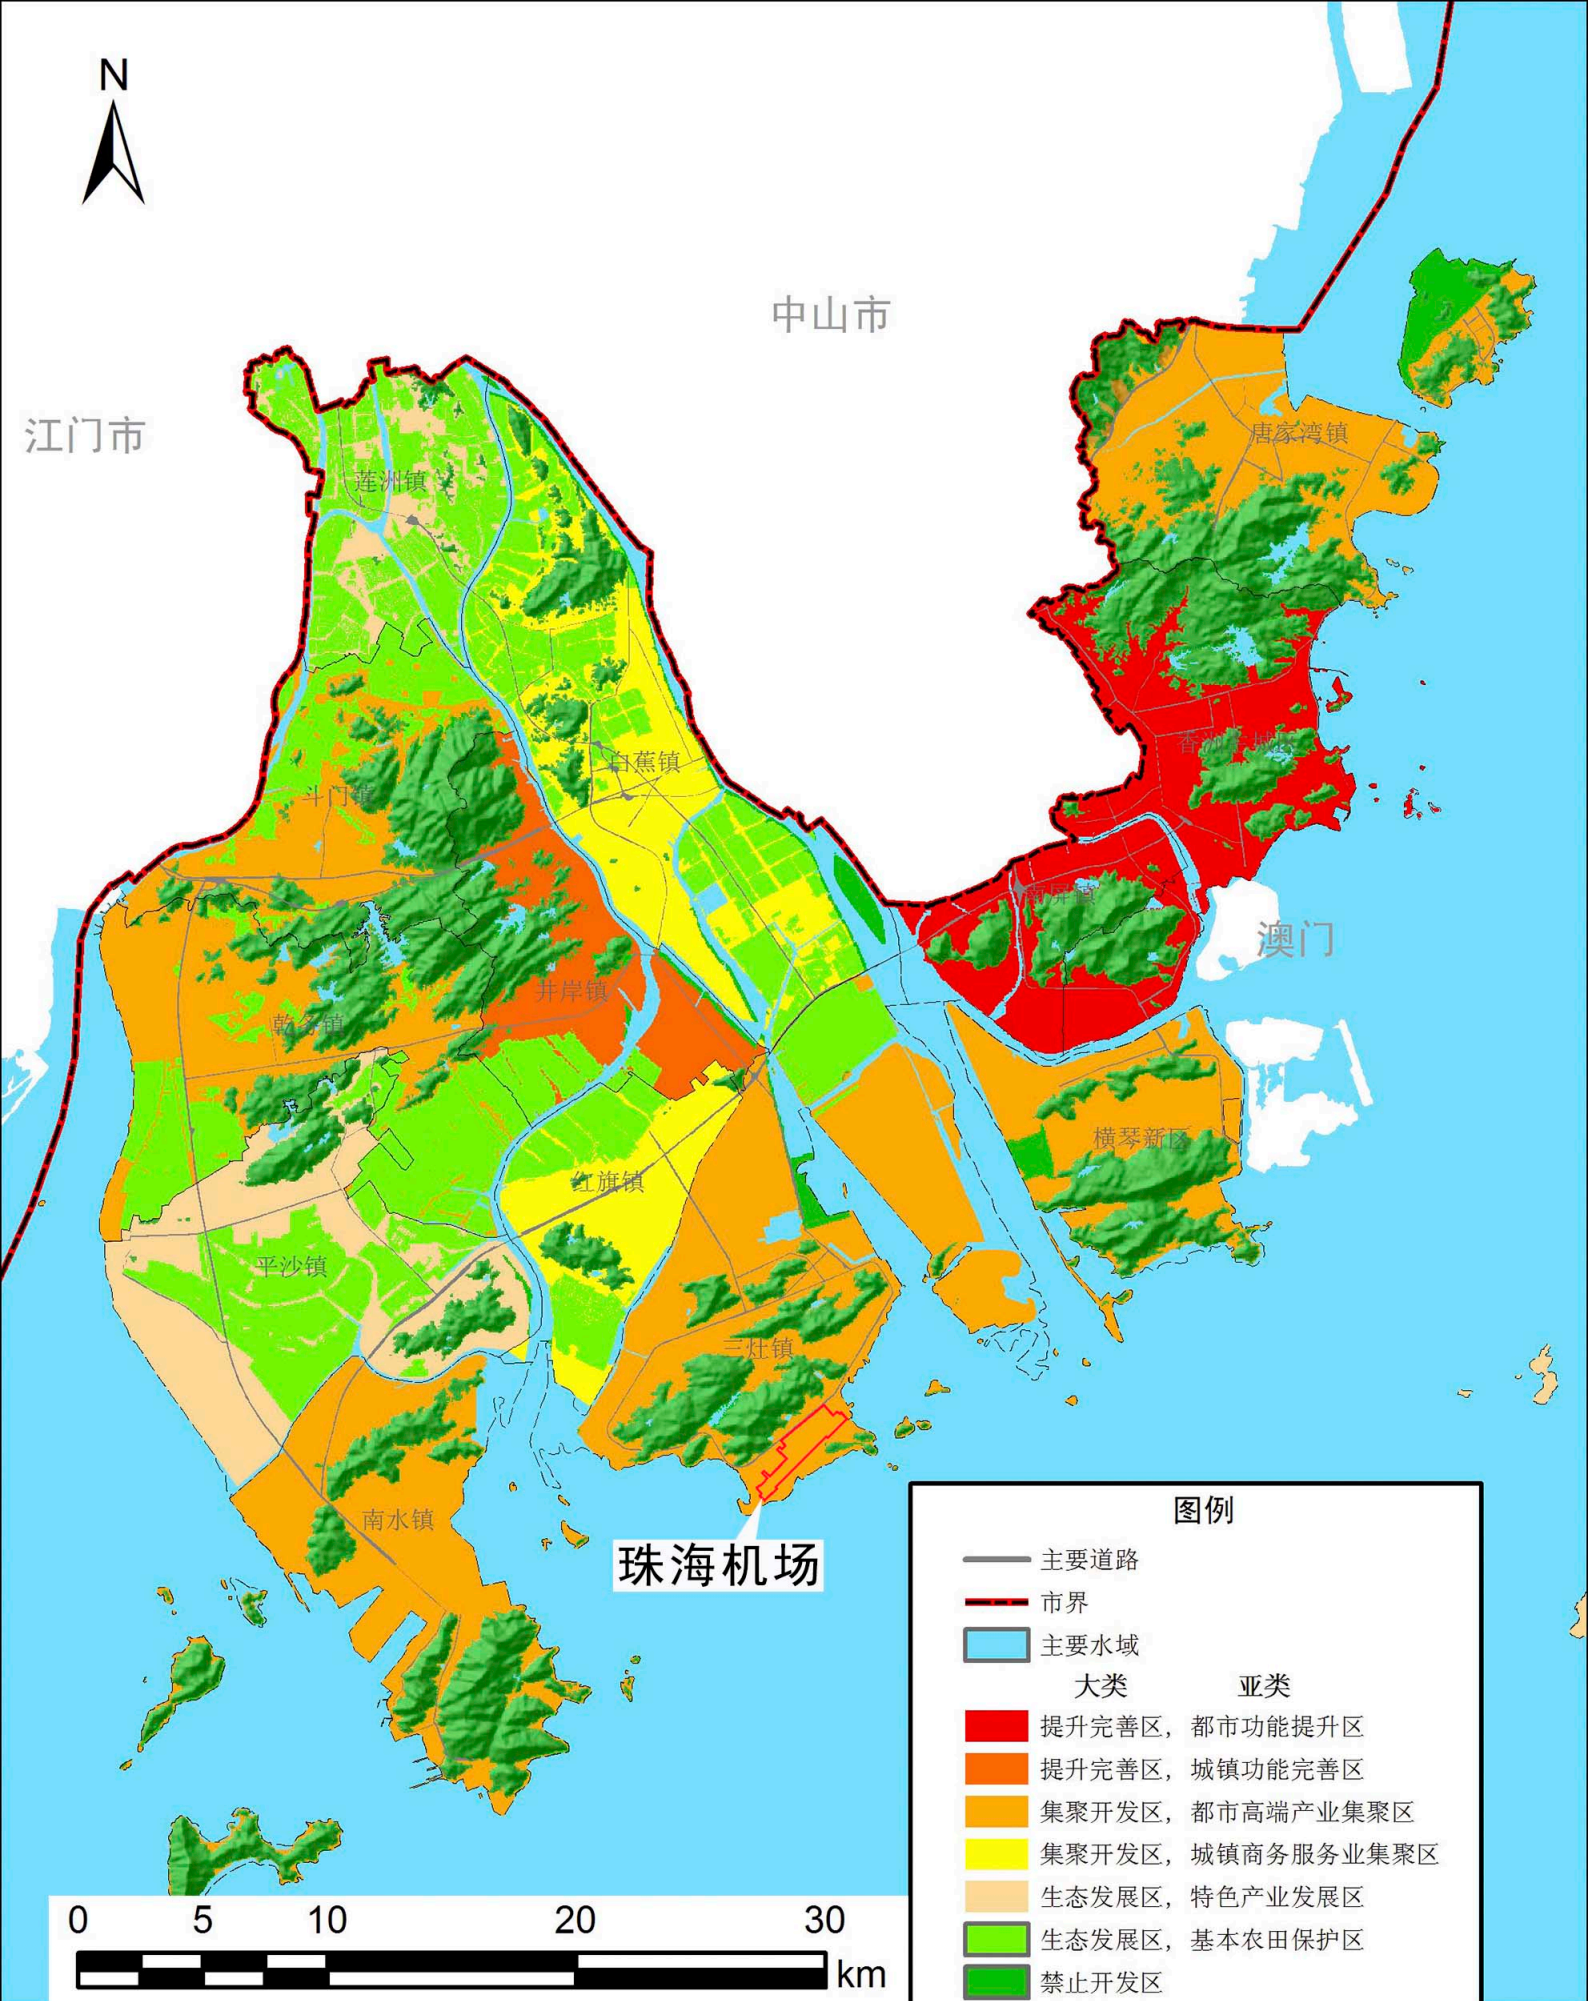 N
中山市
江门市
唐家湾镇
莲洲镇
白蕉镇
斗门镇
南屏镇
澳门
井岸镇
乾务镇
横琴新区
红旗镇
平沙镇
三灶镇
南水镇
珠海机场
图例
主要道路
市界
主要水域
大类 亚类
提升完善区，都市功能提升区
提升完善区，城镇功能完善区
集聚开发区，都市高端产业集聚区
集聚开发区，城镇商务服务业集聚区
生态发展区，特色产业发展区
生态发展区，基本农田保护区
禁止开发区
0 5 10 20 30
km